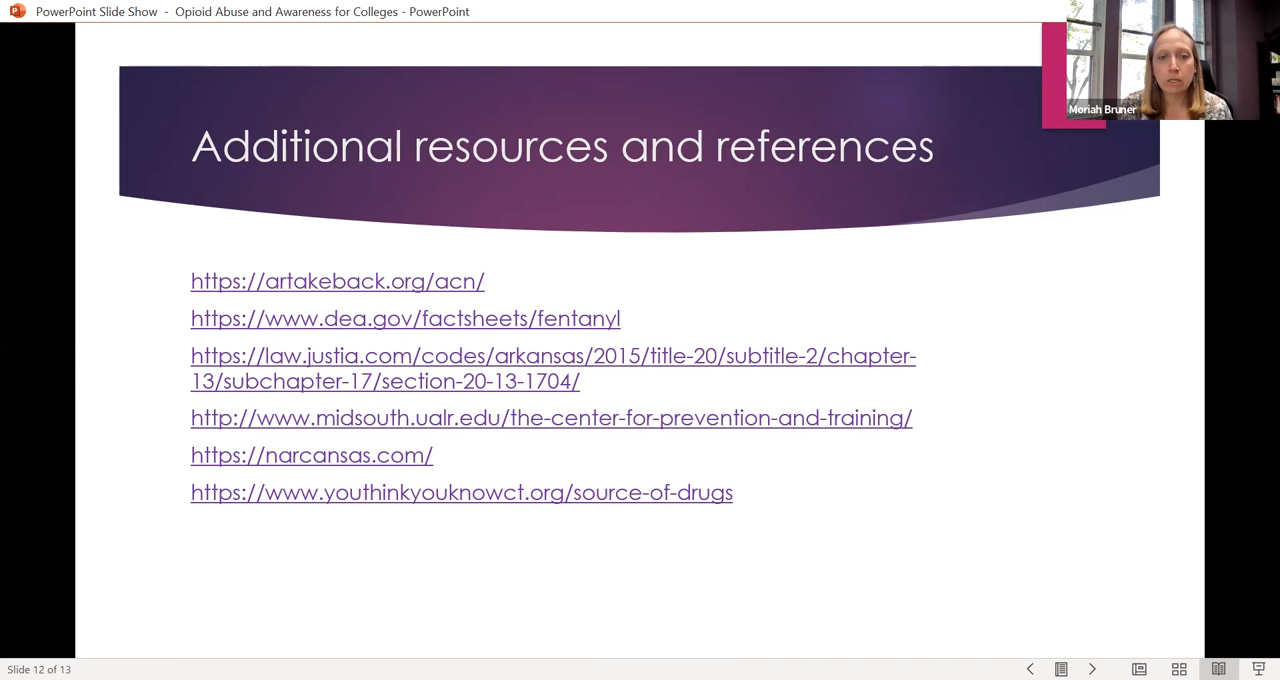 PowerPoint Slide Show - Opioid Abuse and Awareness for Colleges - PowerPoint
Moriah Bruner
Additional resources and references
https://artakeback.org/acn/
https://www.dea.gov/factsheets/fentanyl
https://law.justia.com/codes/arkansas/2015/title-20/subtitle-2/chapter-
13/subchapter-17/section-20-13-1704/
http://www.midsouth.ualr.edu/the-center-for-prevention-and-training/
https://narcansas.com/
https://www.youthinkyouknowct.org/source-of-drugs
Slide 12 of 13